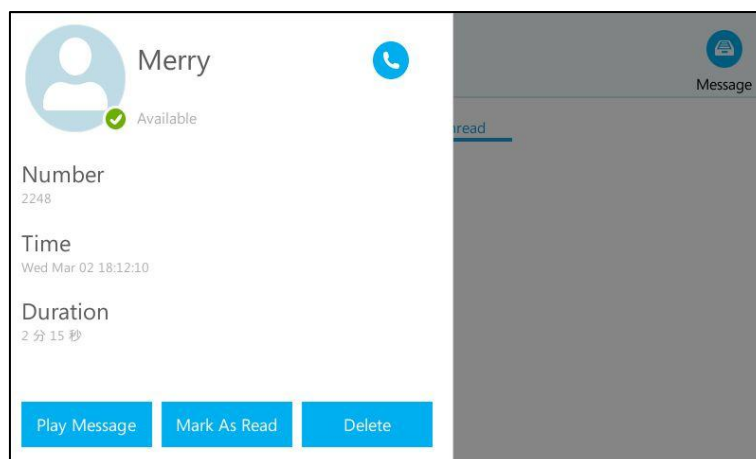 Merry
Available
Number
2248
Time
Wed Mar 02 18:12:10
Duration
2 分 15 秒
Play Message
Mark As Read
Delete
Message